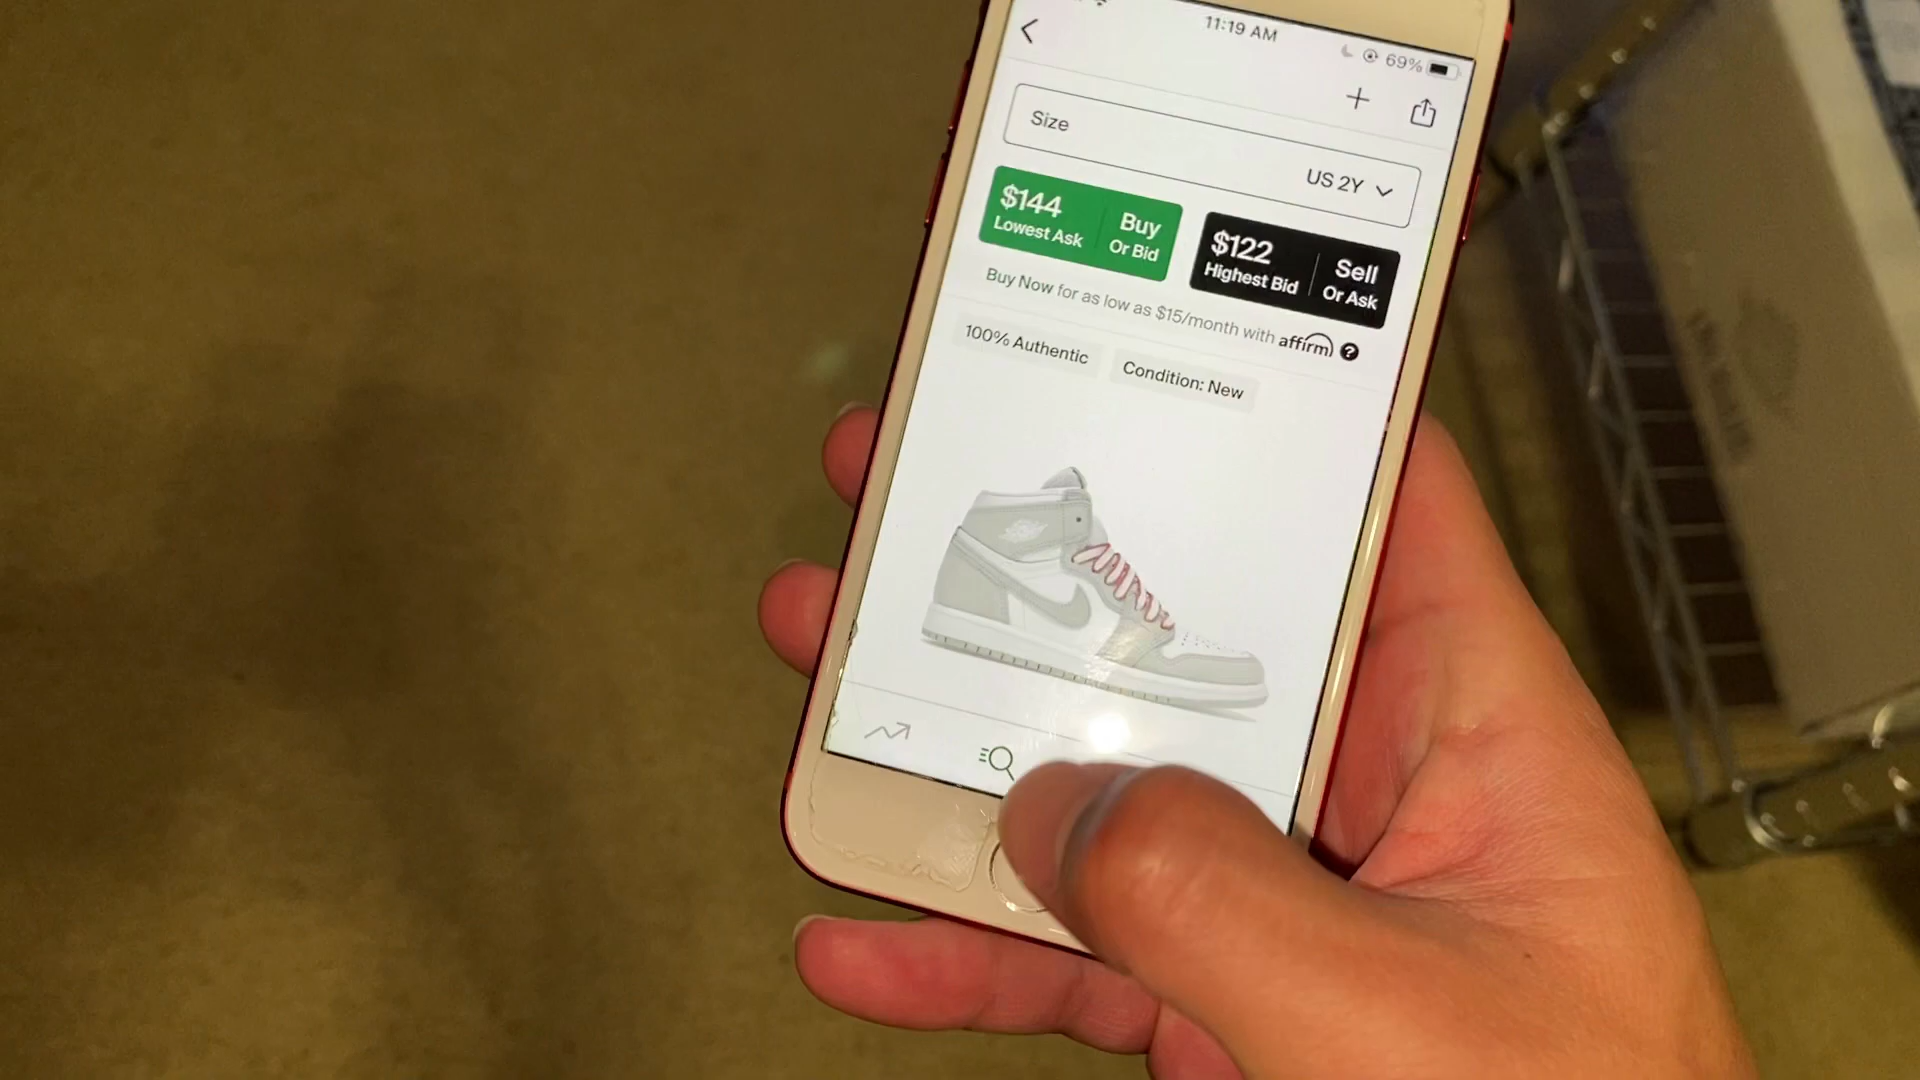 11:19 AM
69%
Size
US 2Y
$144
Lowest Ask
Buy
Or Bid
$122
Highest Bid
Sell
Or Ask
Buy Now for as low as $15/month with affirm ?
100% Authentic
Condition: New